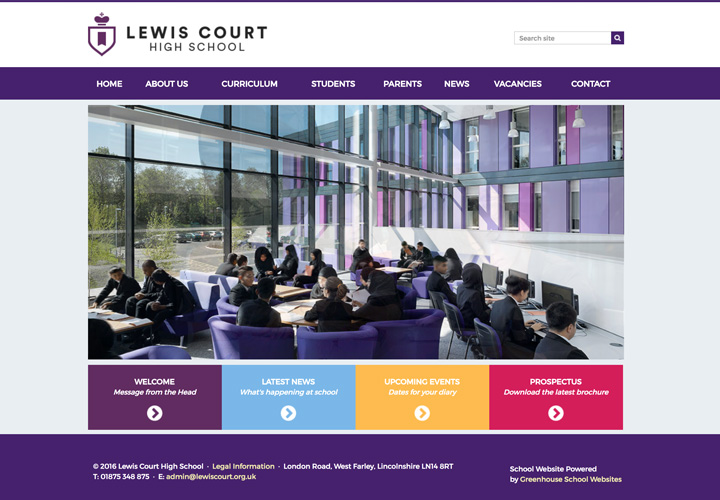 LEWIS COURT
HIGH SCHOOL
Search site
HOME ABOUT US CURRICULUM STUDENTS PARENTS NEWS VACANCIES CONTACT
WELCOME
Message from the Head
LATEST NEWS
What's happening at school
UPCOMING EVENTS
Dates for your diary
PROSPECTUS
Download the latest brochure
© 2016 Lewis Court High School · Legal Information · London Road, West Farley, Lincolnshire LN14 8RT
T: 01875 348 875 · E: admin@lewiscourt.org.uk
School Website Powered
by Greenhouse School Websites